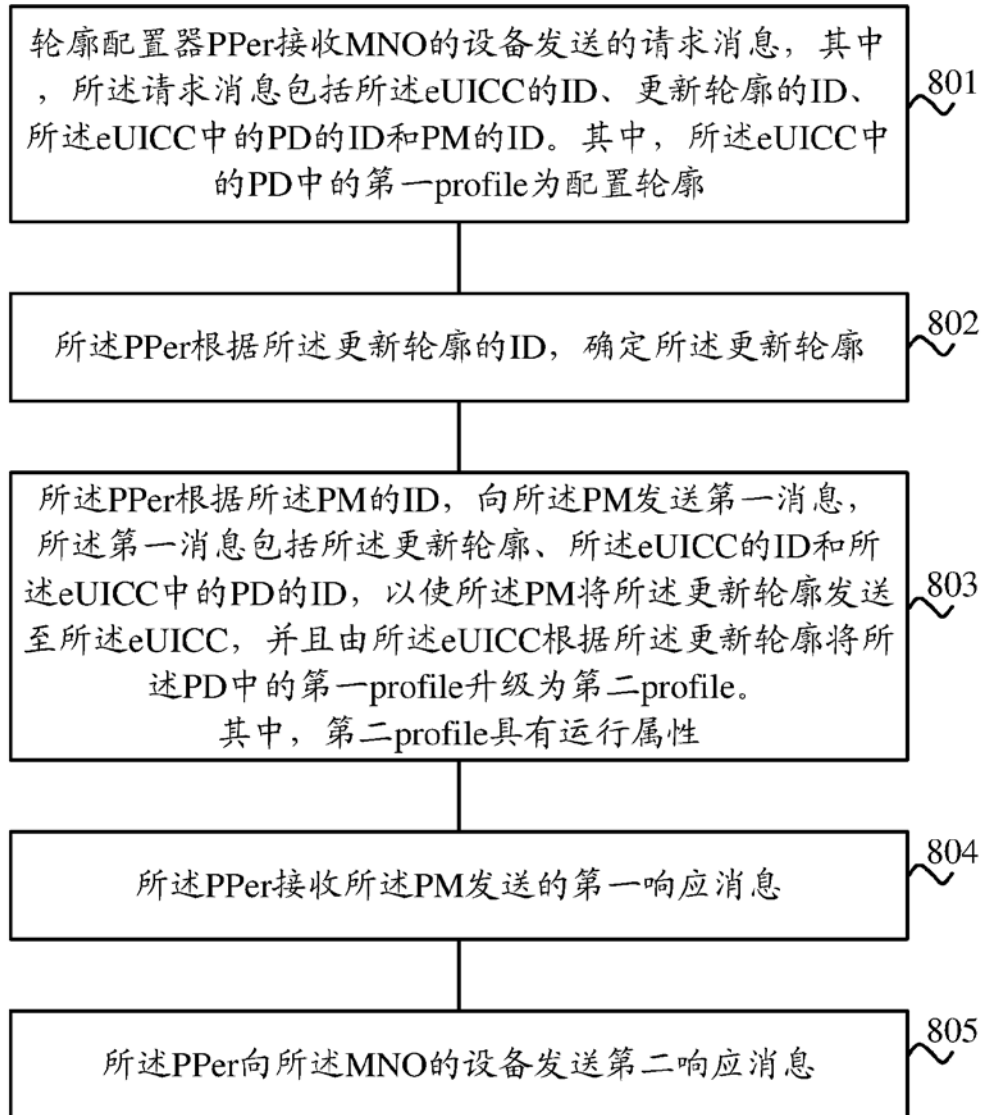 轮廓配置器PPer接收MNO的设备发送的请求消息，其中
，所述请求消息包括所述eUICC的ID、更新轮廓的ID、
所述eUICC中的PD的ID和PM的ID。其中，所述eUICC中
的PD中的第一profile为配置轮廓
801
所述PPer根据所述更新轮廓的ID，确定所述更新轮廓
802
所述PPer根据所述PM的ID，向所述PM发送第一消息，
所述第一消息包括所述更新轮廓、所述eUICC的ID和所
述eUICC中的PD的ID，以使所述PM将所述更新轮廓发送
至所述eUICC，并且由所述eUICC根据所述更新轮廓将所
述PD中的第一profile升级为第二profile。
其中，第二profile具有运行属性
803
所述PPer接收所述PM发送的第一响应消息
804
所述PPer向所述MNO的设备发送第二响应消息
805